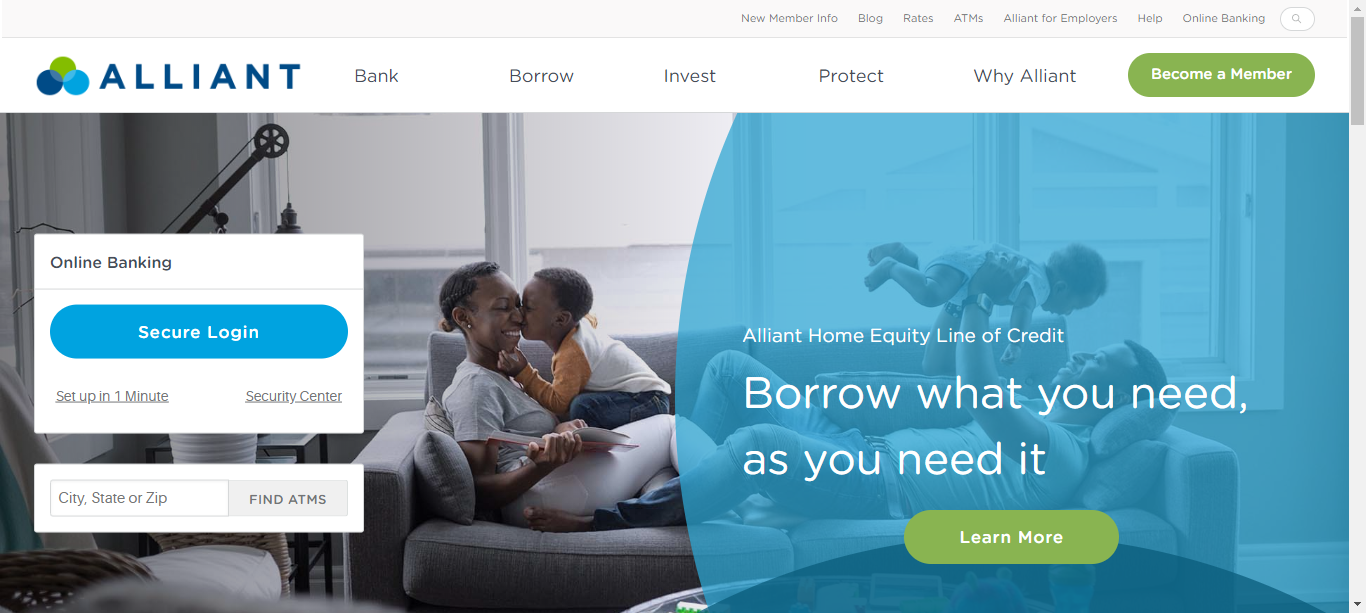 New Member Info Blog Rates ATMs Alliant for Employers Help Online Banking
ALLIANT Bank Borrow Invest Protect Why Alliant Become a Member
Online Banking
Secure Login
Set up in 1 Minute Security Center
City, State or Zip FIND ATMS
Alliant Home Equity Line of Credit
Borrow what you need,
as you need it
Learn More